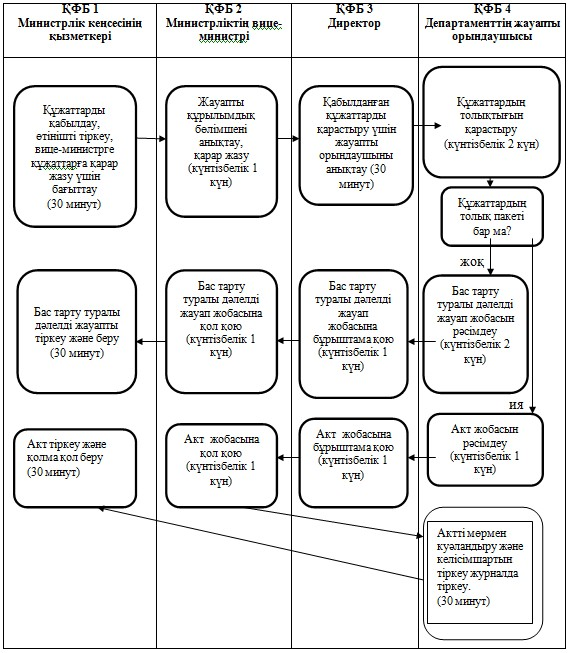 ҚФБ 1
Министрлік кеңсесінің
қызметкері
ҚФБ 2
Министрліктің вице-
министрі
ҚФБ 3
Директор
ҚФБ 4
Департаменттің жауапты
орындаушысы
Құжаттарды
қабылдау,
өтінішті тіркеу,
вице-министрге
құжаттарға қарар
жазу үшін
бағыттау
(30 минут)
Жауапты
құрылымдық
бөлімшені
анықтау,
қарар жазу
(күнтізбелік 1
күн)
Қабылданған
құжаттарды
қарастыру үшін
жауапты
орындаушыны
анықтау (30
минут)
Құжаттардың
толықтығын
қарастыру
(күнтізбелік 2 күн)
Құжаттардың
толық пакеті
бар ма?
жоқ
Бас тарту туралы
дәлелді жауапты
тіркеу және беру
(30 минут)
Бас тарту
туралы дәлелді
жауап жобасына
қол қою
(күнтізбелік 1
күн)
Бас тарту
туралы дәлелді
жауап жобасына
бұрыштама қою
(күнтізбелік 1
күн)
Бас тарту
туралы дәлелді
жауап жобасын
рәсімдеу
(күнтізбелік 2
күн)
ия
Акт тіркеу және
қолма қол беру
(30 минут)
Акт жобасына
қол қою
(күнтізбелік 1
күн)
Акт жобасына
бұрыштама қою
(күнтізбелік 1
күн)
Акт жобасын
рәсімдеу
(күнтізбелік 1
күн)
Актті мөрмен
куәландыру және
келісімшартын
тіркеу журналда
тіркеу.
(30 минут)